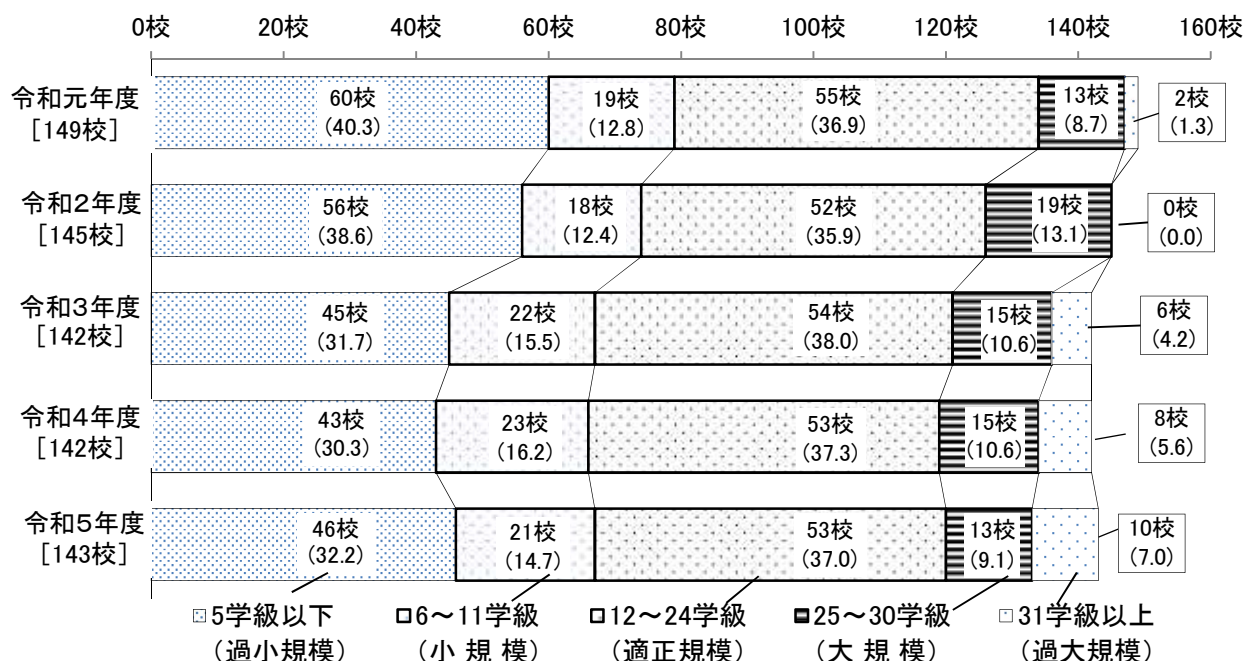 0校 20校 40校 60校 80校 100校 120校 140校 160校
令和元年度
[149校]
60校
(40.3)
19校
(12.8)
55校
(36.9)
13校
(8.7)
2校
(1.3)
令和2年度
[145校]
56校
(38.6)
18校
(12.4)
52校
(35.9)
19校
(13.1)
0校
(0.0)
令和3年度
[142校]
45校
(31.7)
22校
(15.5)
54校
(38.0)
15校
(10.6)
6校
(4.2)
令和4年度
[142校]
43校
(30.3)
23校
(16.2)
53校
(37.3)
15校
(10.6)
8校
(5.6)
令和5年度
[143校]
46校
(32.2)
21校
(14.7)
53校
(37.0)
13校
(9.1)
10校
(7.0)
5学級以下
(過小規模)
6~11学級
(小 規 模)
12~24学級
(適正規模)
25~30学級
(大 規 模)
31学級以上
(過大規模)